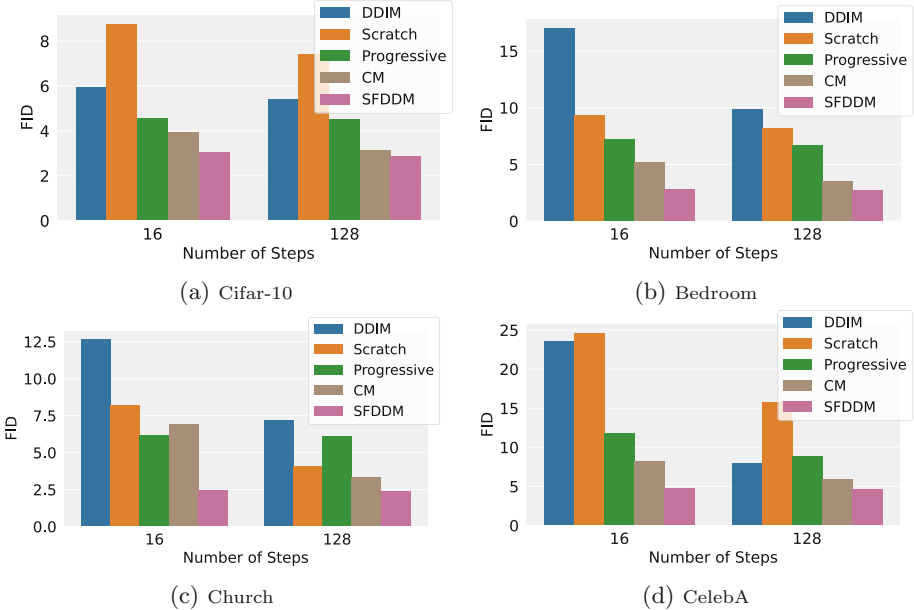 8
6
4
2
0
FID
DDIM
Scratch
Progressive
CM
SFDDM
16
128
Number of Steps
(a) Cifar-10
15
10
5
0
FID
DDIM
Scratch
Progressive
CM
SFDDM
16
128
Number of Steps
(b) Bedroom
12.5
10.0
7.5
5.0
2.5
0.0
FID
DDIM
Scratch
Progressive
CM
SFDDM
16
128
Number of Steps
(c) Church
25
20
15
10
5
0
FID
DDIM
Scratch
Progressive
CM
SFDDM
16
128
Number of Steps
(d) CelebA